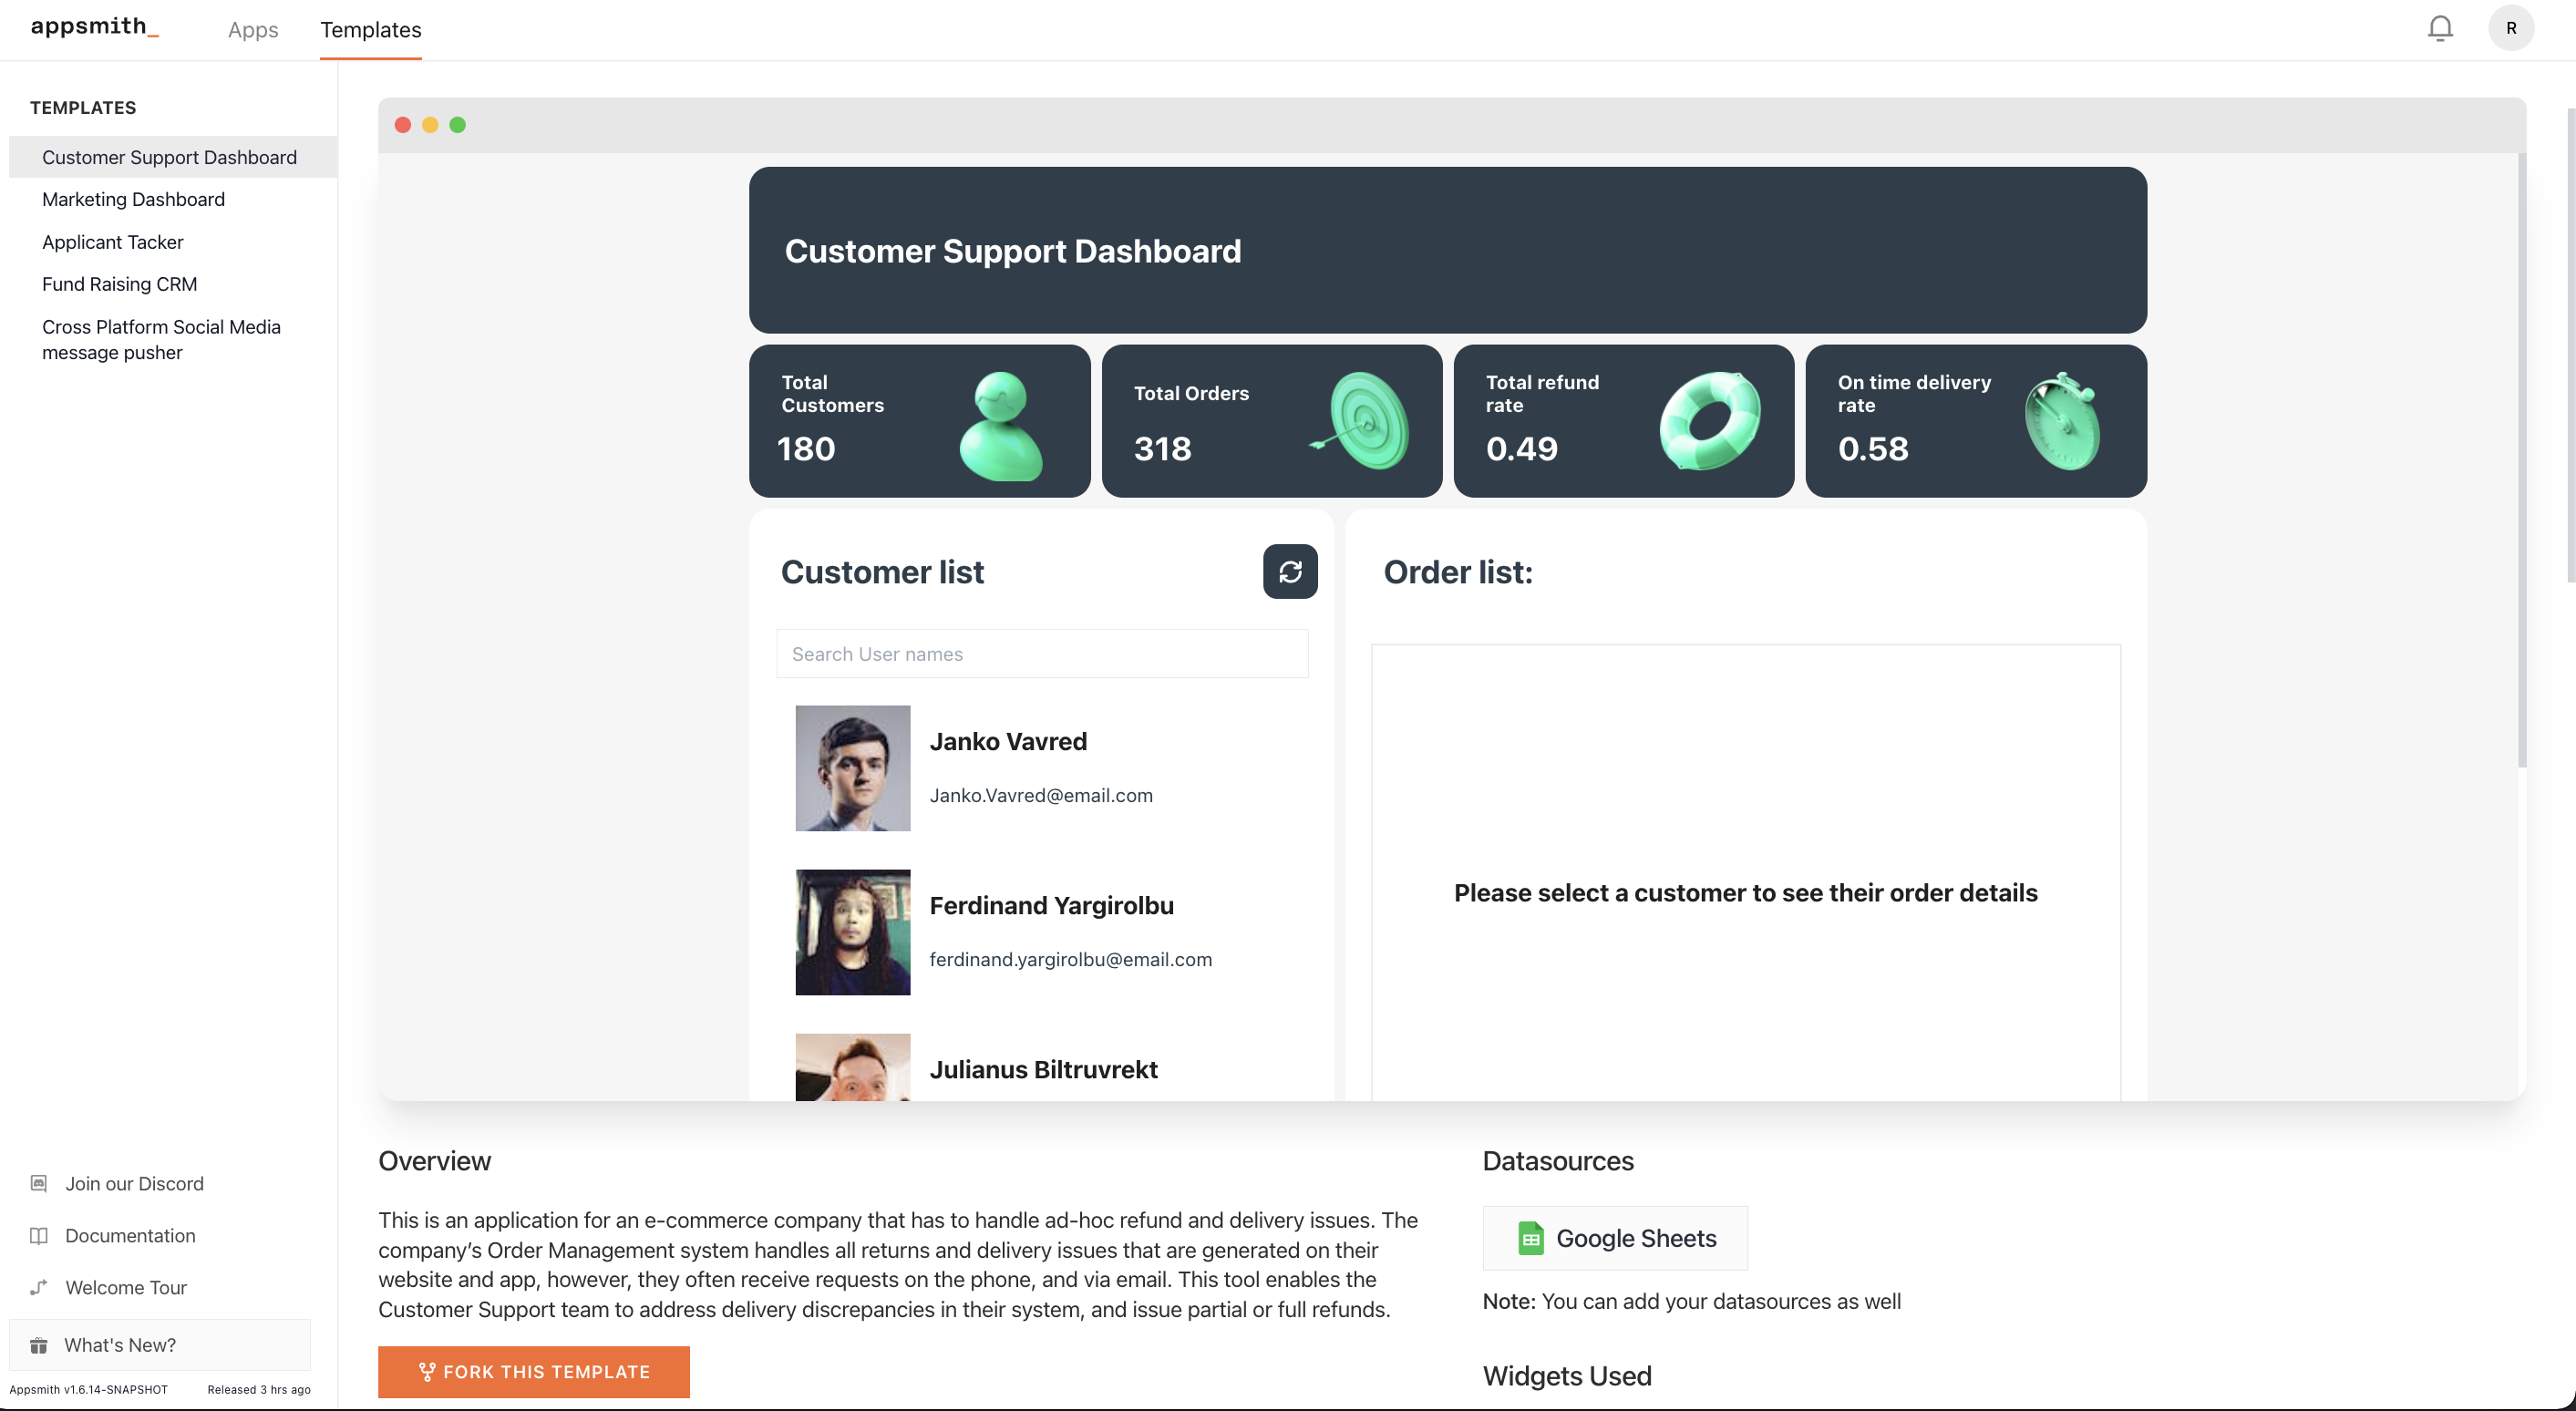 appsmith_
Apps
Templates
R
TEMPLATES
Customer Support Dashboard
Marketing Dashboard
Applicant Tacker
Fund Raising CRM
Cross Platform Social Media
message pusher
Join our Discord
Documentation
Welcome Tour
What's New?
Appsmith v1.6.14-SNAPSHOT
Released 3 hrs ago
Customer Support Dashboard
Total
Customers
180
Total Orders
318
Total refund
rate
0.49
On time delivery
rate
0.58
Customer list
Search User names
Janko Vavred
Janko.Vavred@email.com
Ferdinand Yargirolbu
ferdinand.yargirolbu@email.com
Julianus Biltruvrekt
Order list:
Please select a customer to see their order details
Overview
This is an application for an e-commerce company that has to handle ad-hoc refund and delivery issues. The
company’s Order Management system handles all returns and delivery issues that are generated on their
website and app, however, they often receive requests on the phone, and via email. This tool enables the
Customer Support team to address delivery discrepancies in their system, and issue partial or full refunds.
FORK THIS TEMPLATE
Datasources
Google Sheets
Note: You can add your datasources as well
Widgets Used